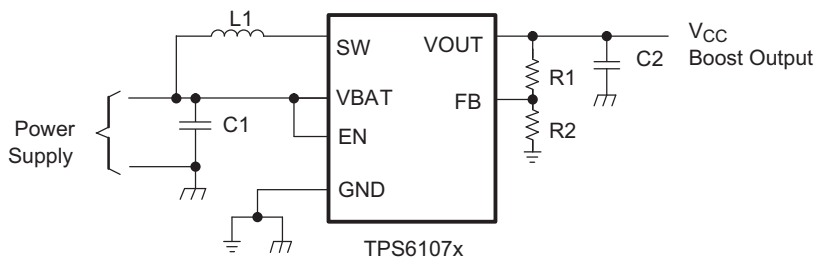 L1
SW
VOUT
VCC
Boost Output
C2
R1
VBAT
FB
Power
Supply
C1
R2
EN
GND
TPS6107x